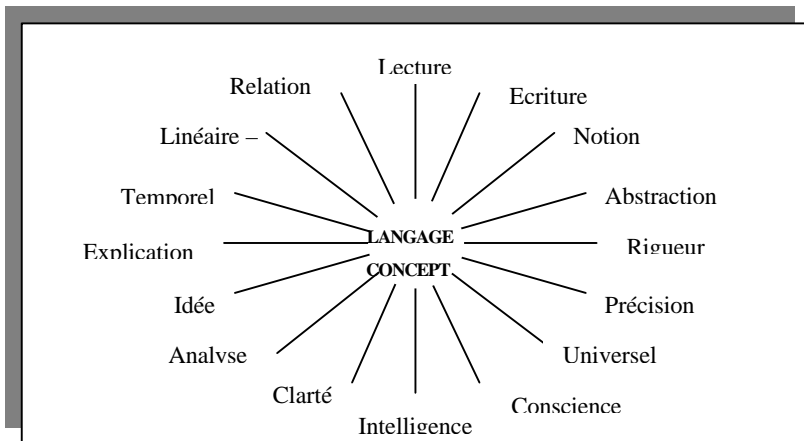 Lecture
Relation
Ecriture
Linéaire –
Notion
Temporel
Abstraction
LANGAGE
Explication
Rigueur
CONCEPT
Idée
Précision
Analyse
Universel
Clarté
Conscience
Intelligence